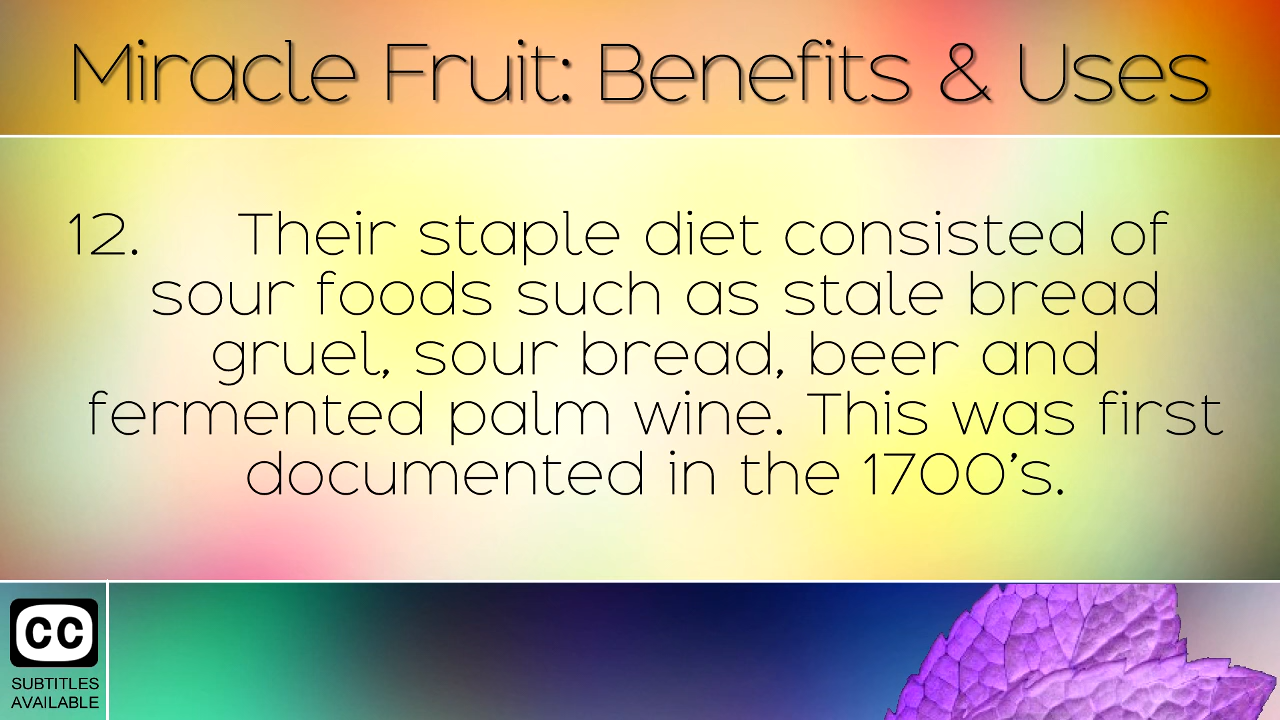 Miracle Fruit: Benefits & Uses
12. Their staple diet consisted of
sour foods such as stale bread
gruel, sour bread, beer and
fermented palm wine. This was first
documented in the 1700's.
CC
SUBTITLES
AVAILABLE